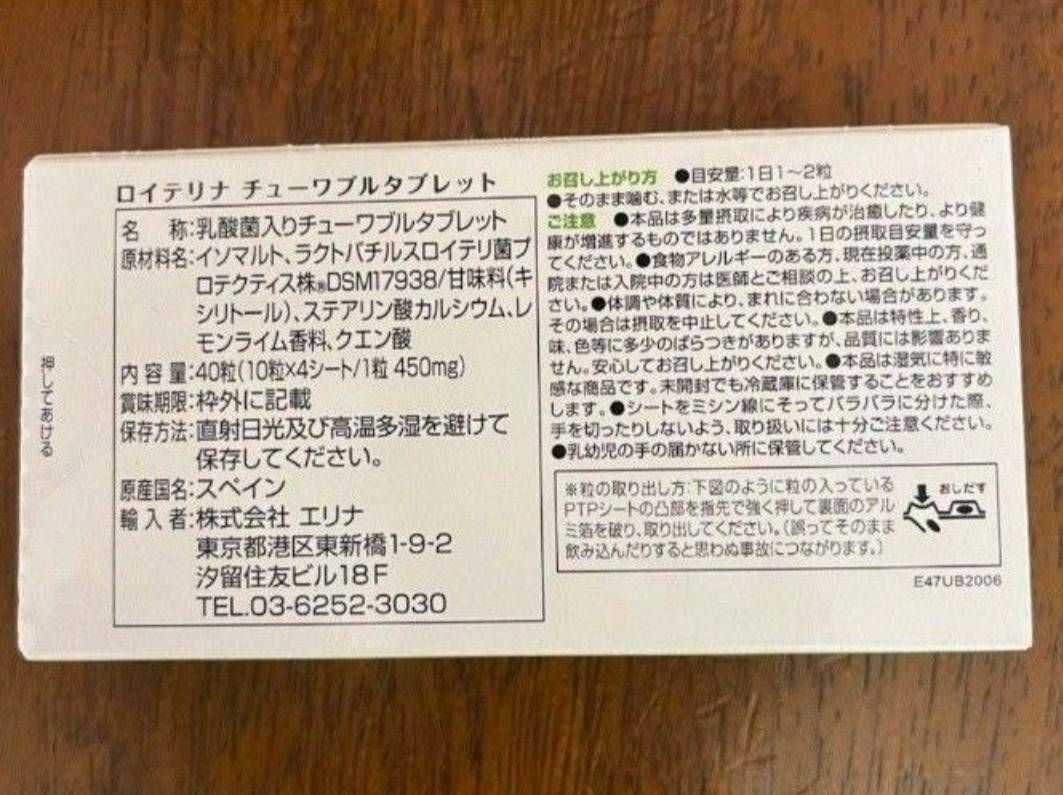 押してあける
ロイテリナ チューワブルタブレット
名 称:乳酸菌入りチューワブルタブレット
原材料名:イソマルト、ラクトバチルスロイテリ菌プ
ロテクティス株®DSM17938/甘味料(キ
シリトール)、ステアリン酸カルシウム、レ
モンライム香料、クエン酸
内 容 量:40粒(10粒×4シート/1粒 450mg)
賞味期限:枠外に記載
保存方法:直射日光及び高温多湿を避けて
保存してください。
原産国名:スペイン
輸 入 者:株式会社 エリナ
東京都港区東新橋1-9-2
汐留住友ビル18F
TEL.03-6252-3030
お召し上がり方 ●目安量:1日1~2粒
●そのまま噛む、または水等でお召し上がりください。
ご注意 ●本品は多量摂取により疾病が治癒したり、より健
康が増進するものではありません。1日の摂取目安量を守っ
てください。●食物アレルギーのある方、現在投薬中の方、通
院または入院中の方は医師とご相談の上、お召し上がりくだ
さい。●体調や体質により、まれに合わない場合があります。
その場合は摂取を中止してください。●本品は特性上、香り、
味、色等に多少のばらつきがありますが、品質には影響ありま
せん。安心してお召し上がりください。●本品は湿気に特に敏
感な商品です。未開封でも冷蔵庫に保管することをおすすめ
します。●シートをミシン線にそってバラバラに分けた際、
手を切ったりしないよう、取り扱いには十分ご注意ください。
●乳幼児の手の届かない所に保管してください。
※粒の取り出し方:下図のように粒の入っている
PTPシートの凸部を指先で強く押して裏面のアル
ミ箔を破り、取り出してください。(誤ってそのまま
飲み込んだりすると思わぬ事故につながります。)
おしだす
E47UB2006